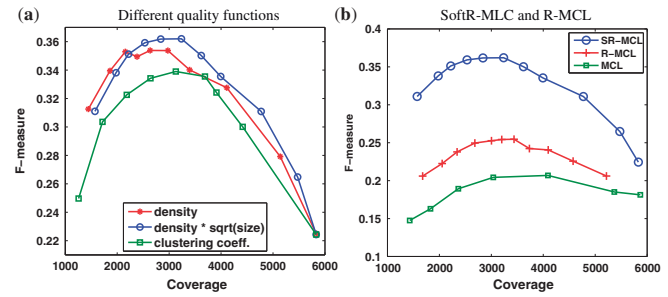 (a) Different quality functions
0.36
0.34
0.32
0.3
0.28
0.26
0.24
0.22
F-measure
density
density * sqrt(size)
clustering coeff.
1000 2000 3000 4000 5000 6000
Coverage
(b) SoftR-MLC and R-MCL
0.4
0.35
0.3
0.25
0.2
0.15
0.1
F-measure
SR-MCL
R-MCL
MCL
1000 2000 3000 4000 5000 6000
Coverage